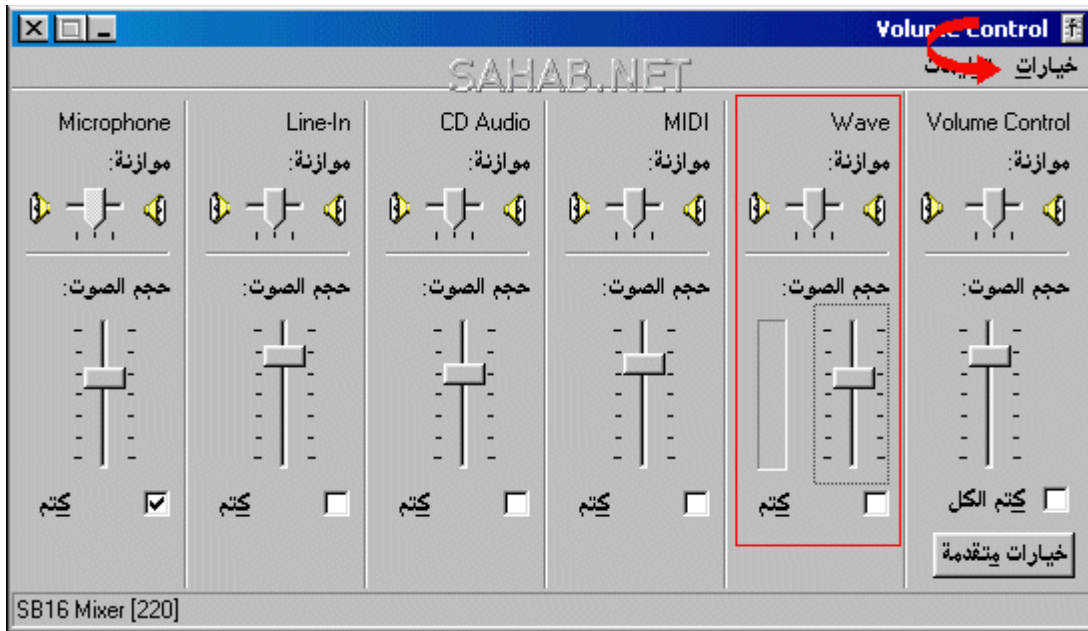 Volume Control
خيارات تعليمات
SAHAB.NET
Volume Control
موازنة:
حجم الصوت:
كتم الكل
خيارات متقدمة
Wave
موازنة:
حجم الصوت:
كتم
MIDI
موازنة:
حجم الصوت:
كتم
CD Audio
موازنة:
حجم الصوت:
كتم
Line-In
موازنة:
حجم الصوت:
كتم
Microphone
موازنة:
حجم الصوت:
كتم
SB16 Mixer [220]